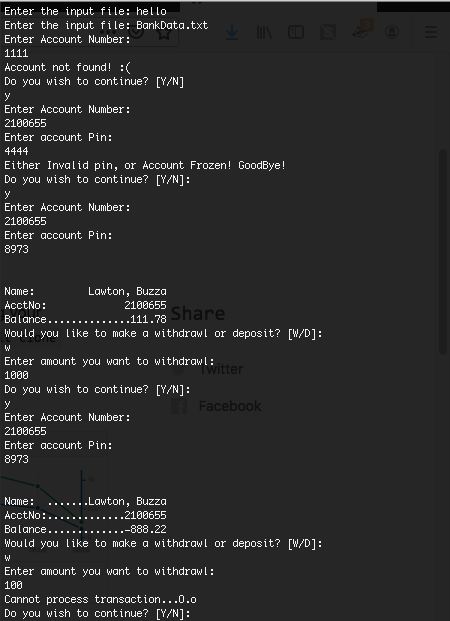 Enter the input file: hello
Enter the input file: BankData.txt
Enter Account Number:
1111
Account not found! :(
Do you wish to continue? [Y/N]
y
Enter Account Number:
2100655
Enter account Pin:
4444
Either Invalid pin, or Account Frozen! GoodBye!
Do you wish to continue? [Y/N]:
y
Enter Account Number:
2100655
Enter account Pin:
8973
Name:         Lawton, Buzza
AcctNo:             2100655
Balance..............111.78
Share
Would you like to make a withdrawl or deposit? [W/D]:
w
Enter amount you want to withdrawl:
1000
Twitter
Do you wish to continue? [Y/N]:
y
Facebook
Enter Account Number:
2100655
Enter account Pin:
8973
Name:  .......Lawton, Buzza
AcctNo:.............2100655
Balance.............-888.22
Would you like to make a withdrawl or deposit? [W/D]:
w
Enter amount you want to withdrawl:
100
Cannot process transaction...O.o
Do you wish to continue? [Y/N]: